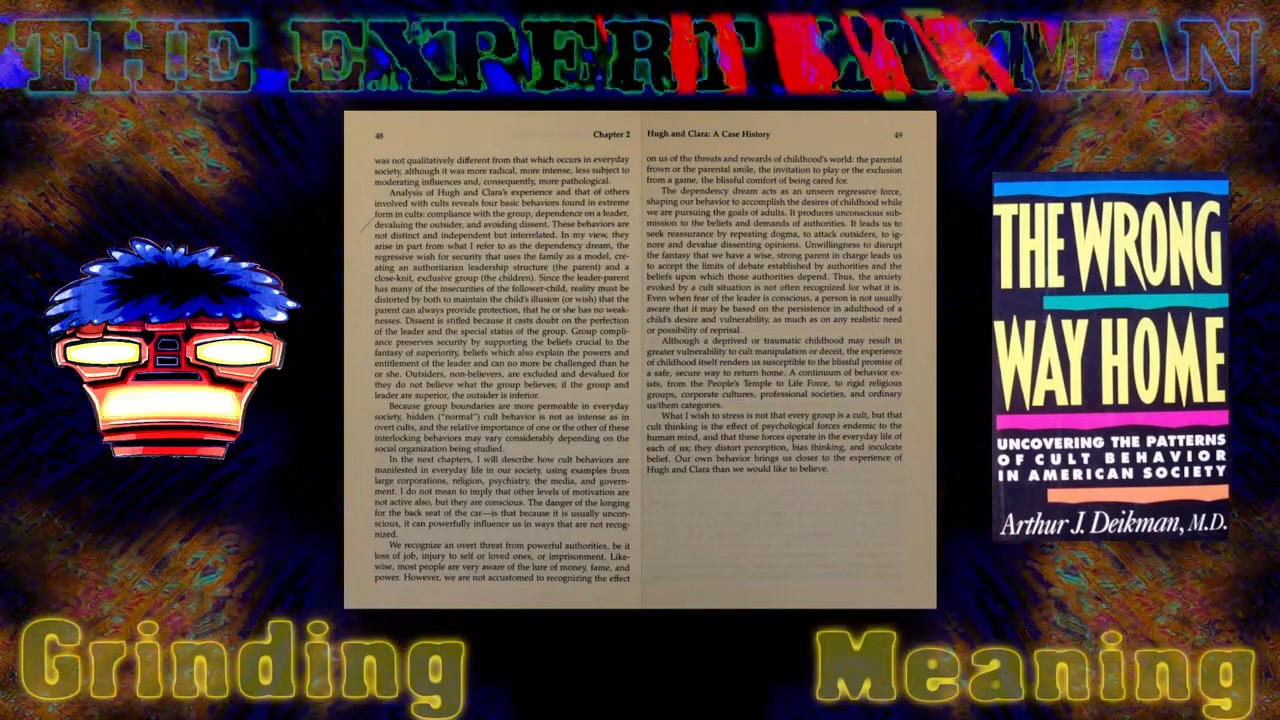 THE EXPERT LAYMAN
48
Chapter 2
was not qualitatively different from that which occurs in everyday
society, although it was more radical, more intense, less subject to
moderating influences and, consequently, more pathological.
Analysis of Hugh and Clara's experience and that of others
involved with cults reveals four basic behaviors found in extreme
form in cults: compliance with the group, dependence on a leader,
devaluing the outsider, and avoiding dissent. These behaviors are
not distinct and independent but interrelated. In my view, they
arise in part from what I refer to as the dependency dream, the
regressive wish for security that uses the family as a model, cre-
ating an authoritarian leadership structure (the parent) and a
close-knit, exclusive group (the children). Since the leader-parent
has many of the insecurities of the follower-child, reality must be
distorted by both to maintain the child's illusion (or wish) that the
parent can always provide protection, that he or she has no weak-
nesses. Dissent is stifled because it casts doubt on the perfection
of the leader and the special status of the group. Group compli-
ance preserves security by supporting the beliefs crucial to the
fantasy of superiority, beliefs which also explain the powers and
entitlement of the leader and can no more be challenged than he
or she. Outsiders, non-believers, are excluded and devalued for
they do not believe what the group believes; if the group and
leader are superior, the outsider is inferior.
Because group boundaries are more permeable in everyday
society, hidden ("normal") cult behavior is not as intense as in
overt cults, and the relative importance of one or the other of these
interlocking behaviors may vary considerably depending on the
social organization being studied.
In the next chapters, I will describe how cult behaviors are
manifested in everyday life in our society, using examples from
large corporations, religion, psychiatry, the media, and govern-
ment. I do not mean to imply that other levels of motivation are
not active also, but they are conscious. The danger of the longing
for the back seat of the car—is that because it is usually uncon-
scious, it can powerfully influence us in ways that are not recog-
nized.
We recognize an overt threat from powerful authorities, be it
loss of job, injury to self or loved ones, or imprisonment. Like-
wise, most people are very aware of the lure of money, fame, and
power. However, we are not accustomed to recognizing the effect
Hugh and Clara: A Case History
49
on us of the threats and rewards of childhood's world: the parental
frown or the parental smile, the invitation to play or the exclusion
from a game, the blissful comfort of being cared for.
The dependency dream acts as an unseen regressive force,
shaping our behavior to accomplish the desires of childhood while
we are pursuing the goals of adults. It produces unconscious sub-
mission to the beliefs and demands of authorities. It leads us to
seek reassurance by repeating dogma, to attack outsiders, to ig-
nore and devalue dissenting opinions. Unwillingness to disrupt
the fantasy that we have a wise, strong parent in charge leads us
to accept the limits of debate established by authorities and the
beliefs upon which those authorities depend. Thus, the anxiety
evoked by a cult situation is not often recognized for what it is.
Even when fear of the leader is conscious, a person is not usually
aware that it may be based on the persistence in adulthood of a
child's desire and vulnerability, as much as on any realistic need
or possibility of reprisal.
Although a deprived or traumatic childhood may result in
greater vulnerability to cult manipulation or deceit, the experience
of childhood itself renders us susceptible to the blissful promise of
a safe, secure way to return home. A continuum of behavior ex-
ists, from the People's Temple to Life Force, to rigid religious
groups, corporate cultures, professional societies, and ordinary
us/them categories.
What I wish to stress is not that every group is a cult, but that
cult thinking is the effect of psychological forces endemic to the
human mind, and that these forces operate in the everyday life of
each of us; they distort perception, bias thinking, and inculcate
belief. Our own behavior brings us closer to the experience of
Hugh and Clara than we would like to believe.
THE WRONG
WAY HOME
UNCOVERING THE PATTERNS
OF CULT BEHAVIOR
IN AMERICAN SOCIETY
Arthur J. Deikman, M.D.
Grinding
Meaning